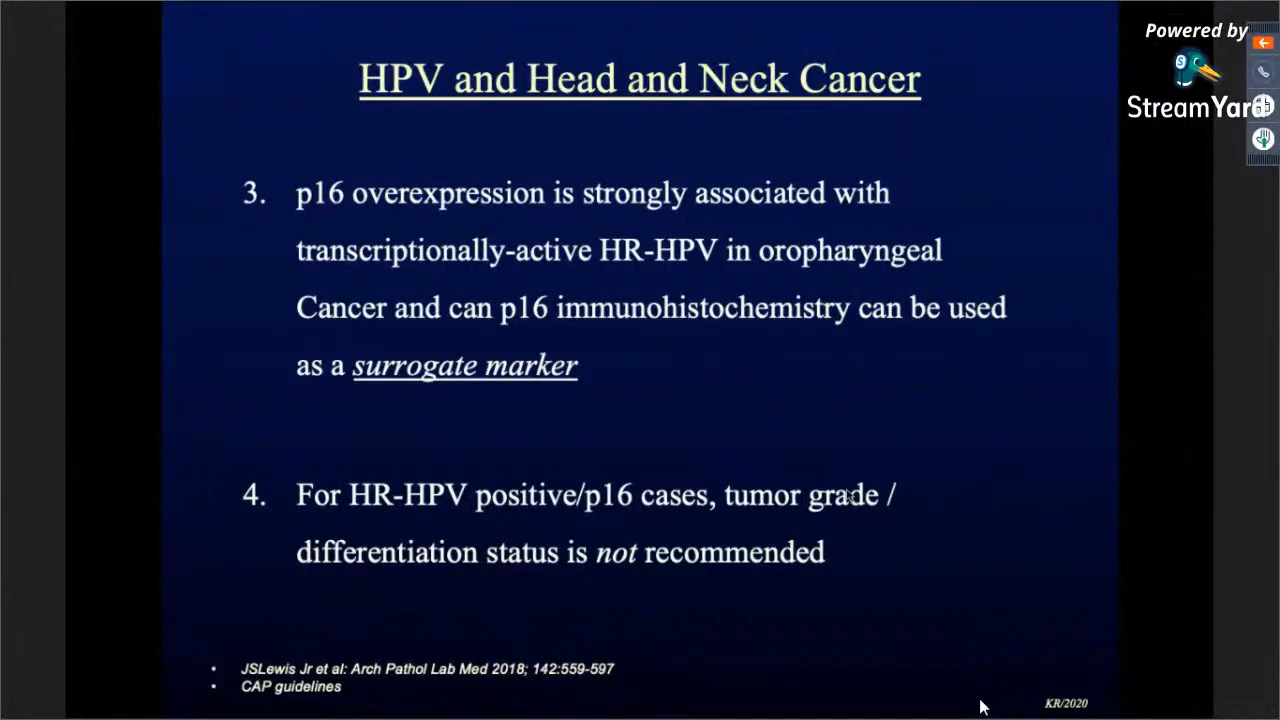 Powered by
StreamYard
HPV and Head and Neck Cancer
3. p16 overexpression is strongly associated with
transcriptionally-active HR-HPV in oropharyngeal
Cancer and can p16 immunohistochemistry can be used
as a surrogate marker
4. For HR-HPV positive/p16 cases, tumor grade /
differentiation status is not recommended
• JSLewis Jr et al: Arch Pathol Lab Med 2018; 142:559-597
• CAP guidelines
KR/2020